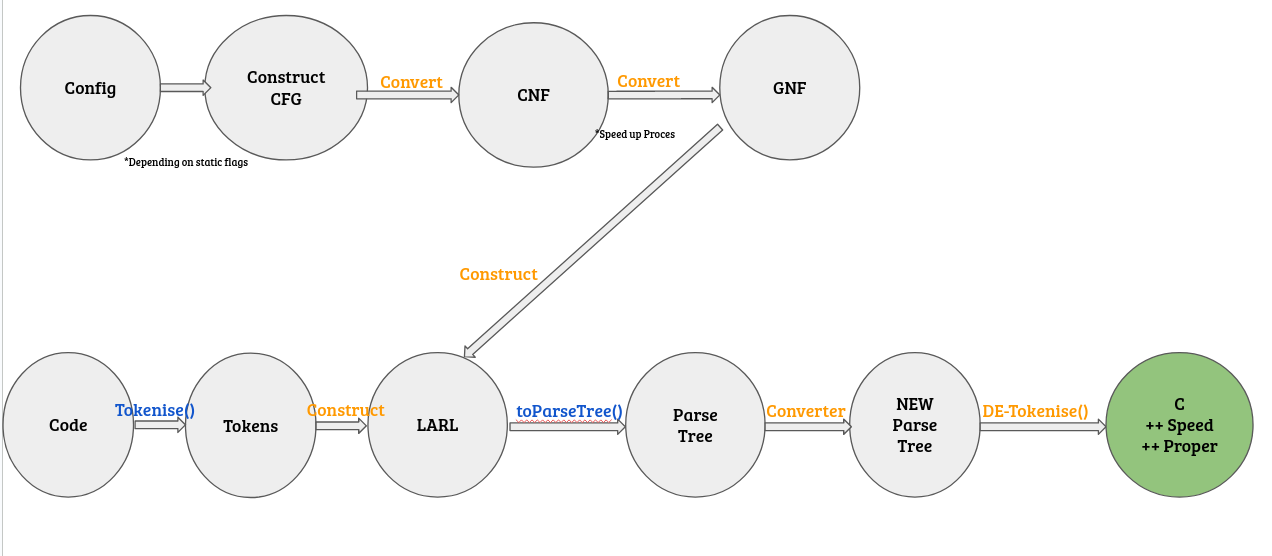 Config
Construct
CFG
Convert
CNF
Convert
GNF
*Speed up Proces
*Depending on static flags
Construct
Code
Tokenise()
Tokens
Construct
LARL
toParseTree()
Parse
Tree
Converter
NEW
Parse
Tree
DE-Tokenise()
C
++ Speed
++ Proper